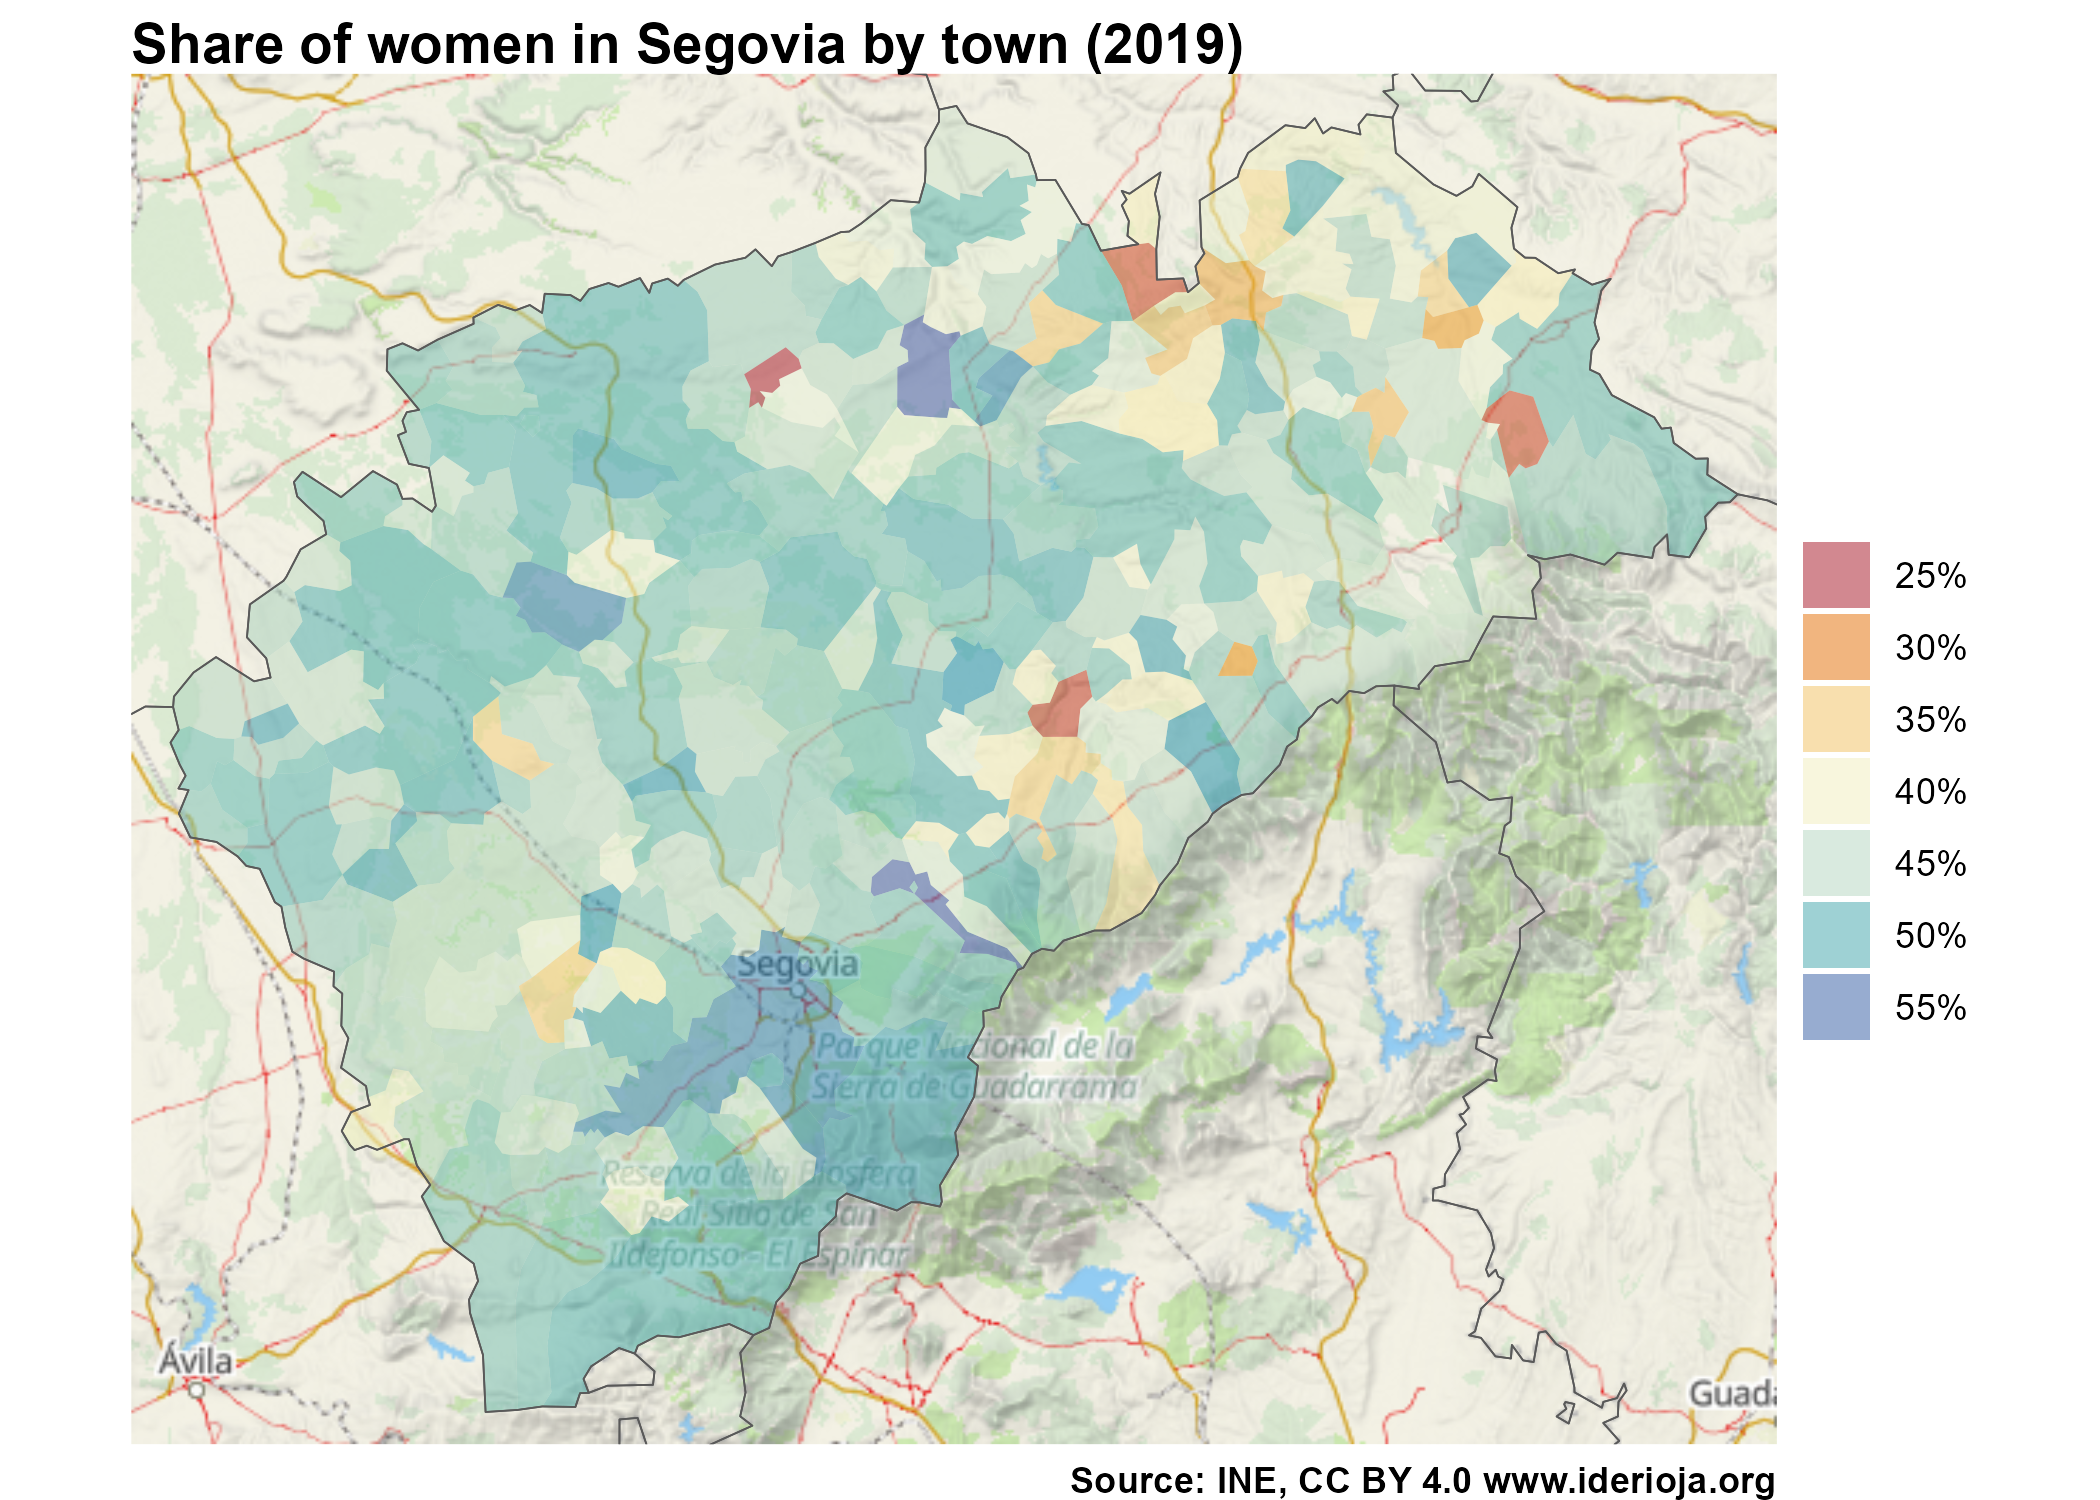 Share of women in Segovia by town (2019)
25%
30%
35%
40%
45%
50%
55%
Segovia
Parque Nacional de la
Sierra de Guadarrama
Reserva de la Biosfera
Real Sitio de San
Ildefonso - El Espinar
Ávila
Guada
Source: INE, CC BY 4.0 www.iderioja.org